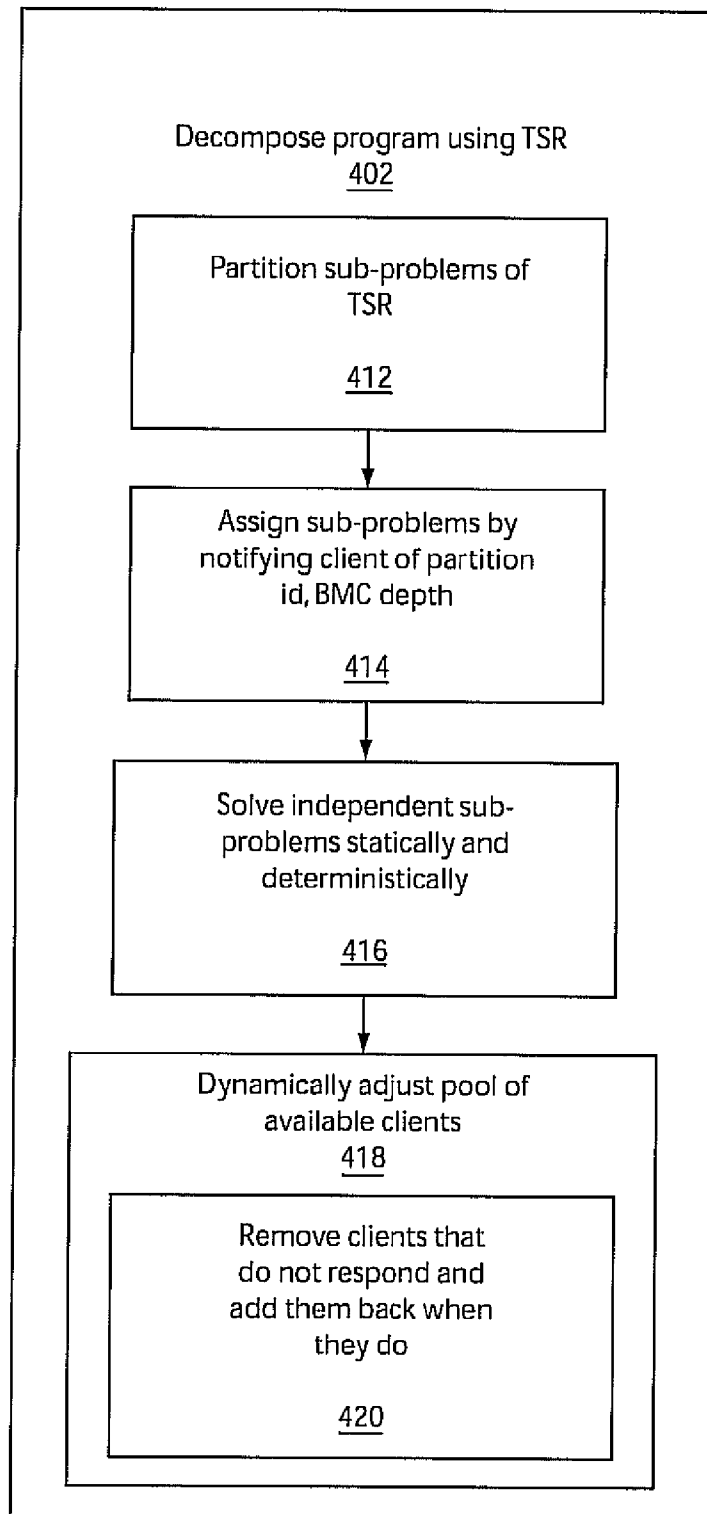 Decompose program using TSR
402
Partition sub-problems of
TSR
412
Assign sub-problems by
notifying client of partition
id, BMC depth
414
Solve independent sub-
problems statically and
deterministically
416
Dynamically adjust pool of
available clients
418
Remove clients that
do not respond and
add them back when
they do
420